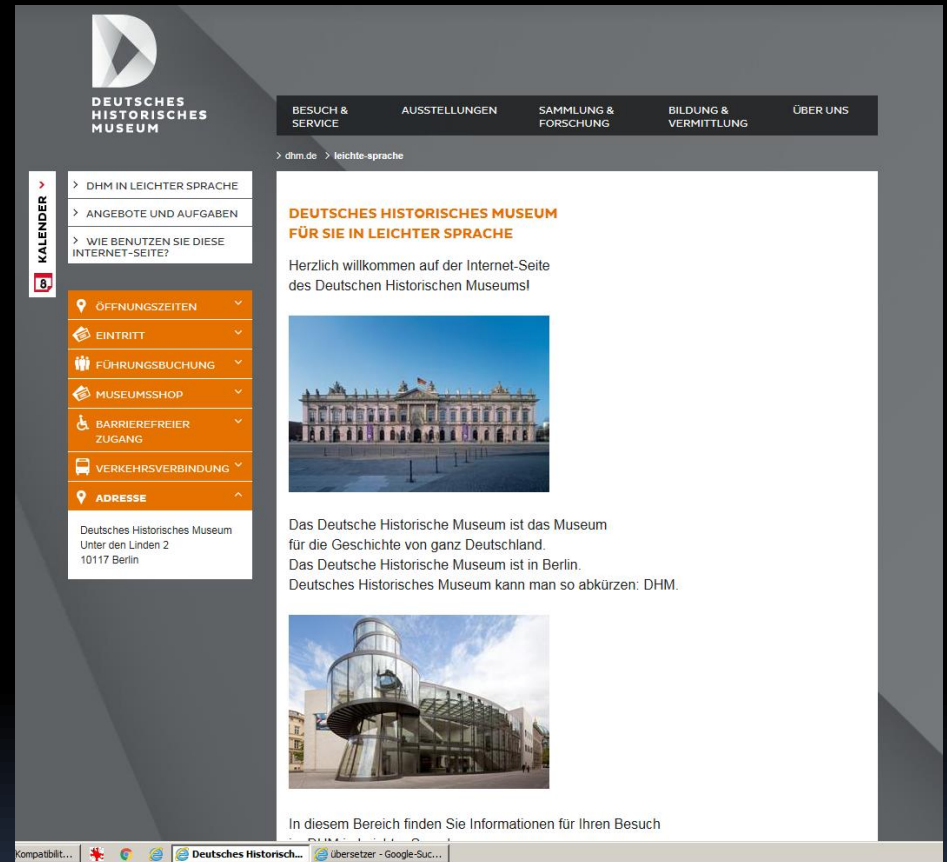 DEUTSCHES
HISTORISCHES
MUSEUM
BESUCH &
SERVICE
AUSSTELLUNGEN
SAMMLUNG &
FORSCHUNG
BILDUNG &
VERMITTLUNG
ÜBER UNS
> dhm.de > leichte-sprache
> KALENDER 8
> DHM IN LEICHTER SPRACHE
> ANGEBOTE UND AUFGABEN
> WIE BENUTZEN SIE DIESE
INTERNET-SEITE?
ÖFFNUNGSZEITEN
EINTRITT
FÜHRUNGSBUCHUNG
MUSEUMSSHOP
BARRIEREFREIER
ZUGANG
VERKEHRSVERBINDUNG
ADRESSE
Deutsches Historisches Museum
Unter den Linden 2
10117 Berlin
DEUTSCHES HISTORISCHES MUSEUM
FÜR SIE IN LEICHTER SPRACHE
Herzlich willkommen auf der Internet-Seite
des Deutschen Historischen Museums!
Das Deutsche Historische Museum ist das Museum
für die Geschichte von ganz Deutschland.
Das Deutsche Historische Museum ist in Berlin.
Deutsches Historisches Museum kann man so abkürzen: DHM.
In diesem Bereich finden Sie Informationen für Ihren Besuch
Kompatibilit...
Deutsches Historisch...
übersetzer - Google-Suc...